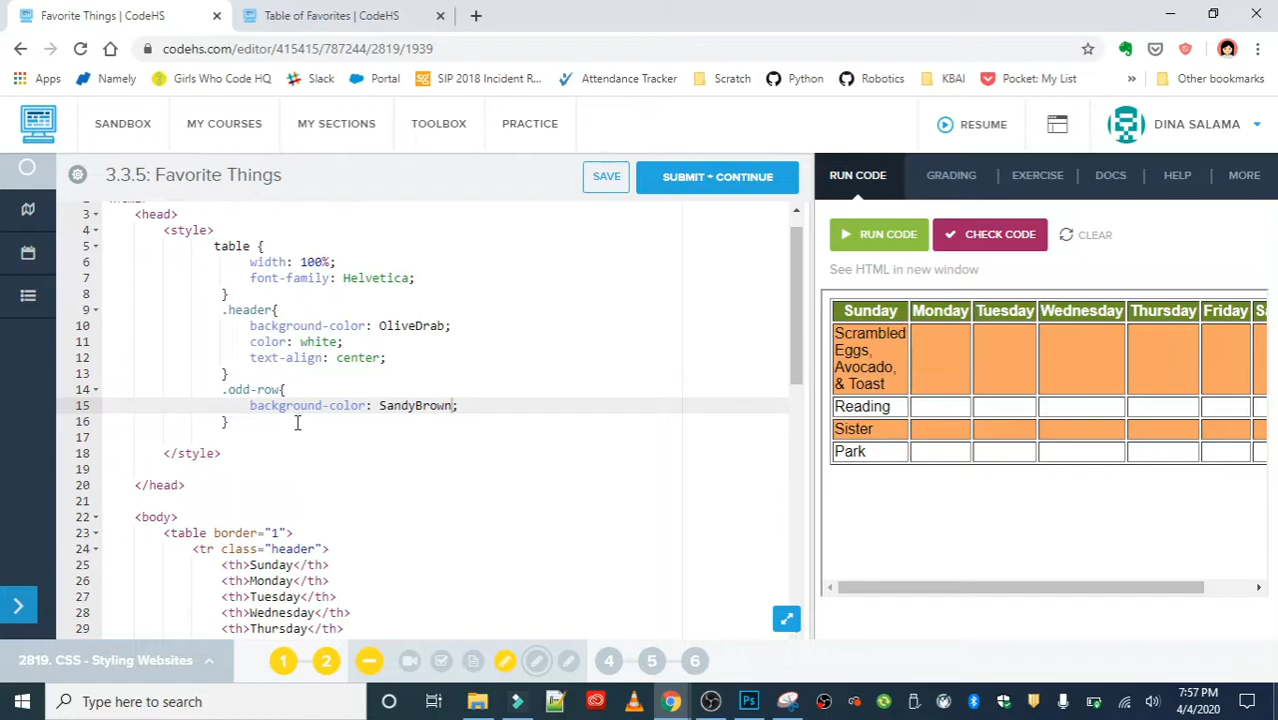 Favorite Things | CodeHS
Table of Favorites | CodeHS
codehs.com/editor/415415/787244/2819/1939
Apps
Namely
Girls Who Code HQ
Slack
Portal
SIP 2018 Incident R...
Attendance Tracker
Scratch
Python
Robotics
KBAI
Pocket: My List
»
Other bookmarks
SANDBOX
MY COURSES
MY SECTIONS
TOOLBOX
PRACTICE
RESUME
DINA SALAMA
3.3.5: Favorite Things
SAVE
SUBMIT + CONTINUE
RUN CODE
GRADING
EXERCISE
DOCS
HELP
MORE
RUN CODE
CHECK CODE
CLEAR
See HTML in new window
3 <head>
4 <style>
5 table {
6 width: 100%;
7 font-family: Helvetica;
8 }
9 .header{
10 background-color: OliveDrab;
11 color: white;
12 text-align: center;
13 }
14 .odd-row{
15 background-color: SandyBrown;
16 }
17
18 </style>
19
20 </head>
21
22 <body>
23 <table border="1">
24 <tr class="header">
25 <th>Sunday</th>
26 <th>Monday</th>
27 <th>Tuesday</th>
28 <th>Wednesday</th>
29 <th>Thursday</th>
Sunday Monday Tuesday Wednesday Thursday Friday
Scrambled
Eggs,
Avocado,
& Toast
Reading
Sister
Park
2819. CSS - Styling Websites
1 2 4 5 6
Type here to search
7:57 PM
4/4/2020